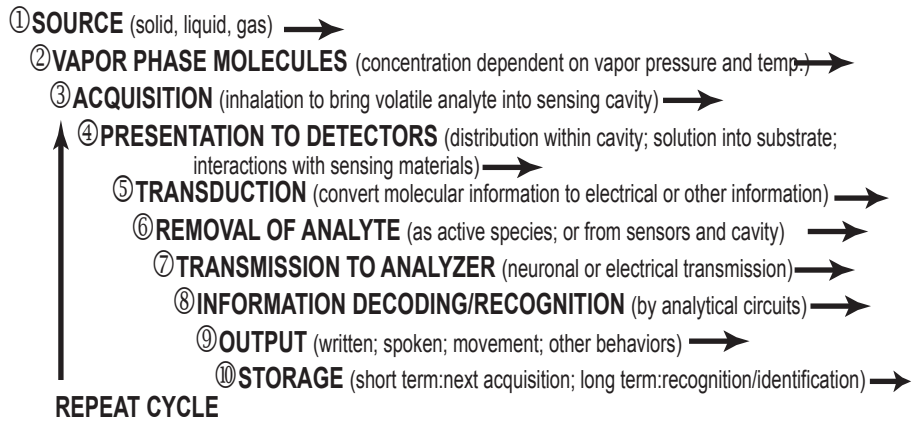 ①SOURCE (solid, liquid, gas)
②VAPOR PHASE MOLECULES (concentration dependent on vapor pressure and temp.)
③ACQUISITION (inhalation to bring volatile analyte into sensing cavity)
④PRESENTATION TO DETECTORS (distribution within cavity; solution into substrate;
interactions with sensing materials)
⑤TRANSDUCTION (convert molecular information to electrical or other information)
⑥REMOVAL OF ANALYTE (as active species; or from sensors and cavity)
⑦TRANSMISSION TO ANALYZER (neuronal or electrical transmission)
⑧INFORMATION DECODING/RECOGNITION (by analytical circuits)
⑨OUTPUT (written; spoken; movement; other behaviors)
⑩STORAGE (short term:next acquisition; long term:recognition/identification)
REPEAT CYCLE